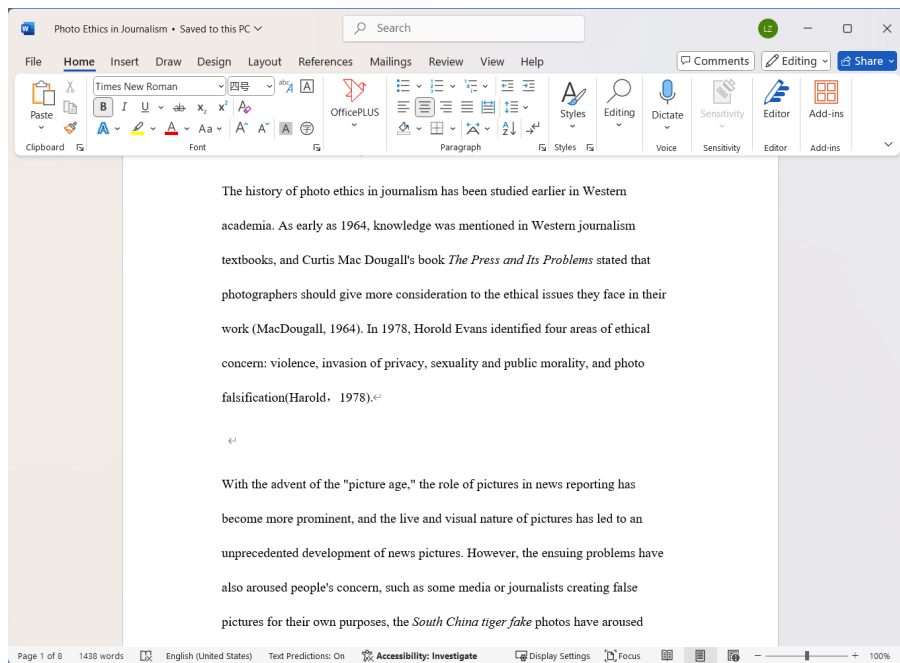 Photo Ethics in Journalism • Saved to this PC
Search
LZ
File Home Insert Draw Design Layout References Mailings Review View Help
Comments Editing Share
Paste
Times New Roman 四号
B I U ab x₂ x² A
A A Aa A A A 字
OfficePLUS
Styles
Editing
Dictate
Sensitivity
Editor
Add-ins
Clipboard Font Paragraph Styles Voice Sensitivity Editor Add-ins
The history of photo ethics in journalism has been studied earlier in Western
academia. As early as 1964, knowledge was mentioned in Western journalism
textbooks, and Curtis Mac Dougall's book The Press and Its Problems stated that
photographers should give more consideration to the ethical issues they face in their
work (MacDougall, 1964). In 1978, Horold Evans identified four areas of ethical
concern: violence, invasion of privacy, sexuality and public morality, and photo
falsification(Harold，1978).↵
↵
With the advent of the "picture age," the role of pictures in news reporting has
become more prominent, and the live and visual nature of pictures has led to an
unprecedented development of news pictures. However, the ensuing problems have
also aroused people's concern, such as some media or journalists creating false
pictures for their own purposes, the South China tiger fake photos have aroused
Page 1 of 8 1438 words English (United States) Text Predictions: On Accessibility: Investigate Display Settings Focus 100%